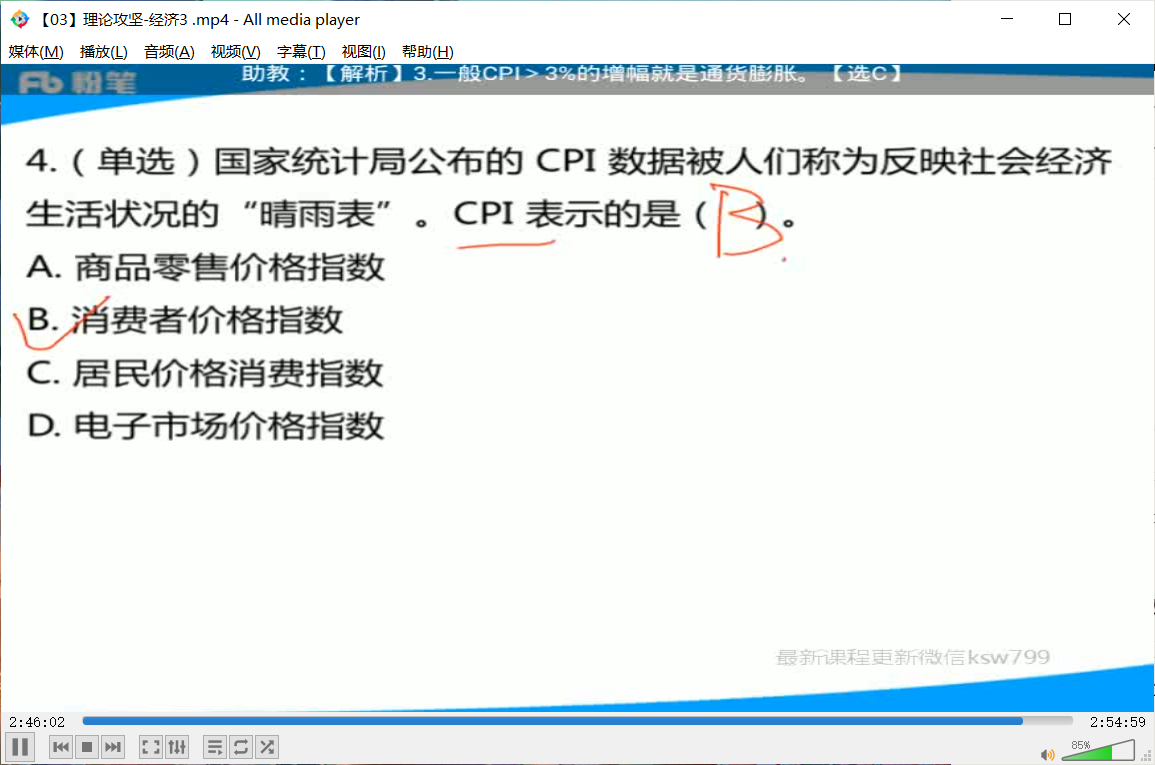 【03】理论攻坚-经济3 .mp4 - All media player
媒体(M) 播放(L) 音频(A) 视频(V) 字幕(T) 视图(I) 帮助(H)
粉笔 助教：【解析】3.一般CPI＞3%的增幅就是通货膨胀。【选C】
4.（单选）国家统计局公布的 CPI 数据被人们称为反映社会经济
生活状况的“晴雨表”。CPI 表示的是（B）。
A. 商品零售价格指数
B. 消费者价格指数
C. 居民价格消费指数
D. 电子市场价格指数
最新课程更新微信ksw799
2:46:02 2:54:59
85%